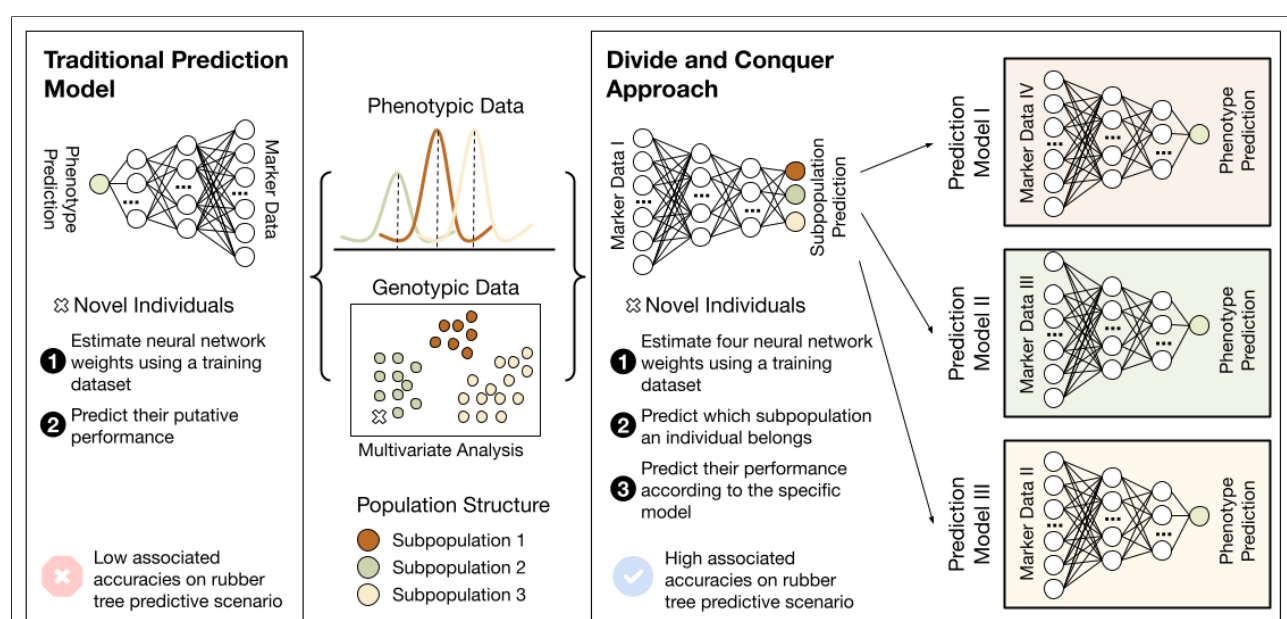 Traditional Prediction
Model
Phenotype
Prediction
Marker Data
...
...
...
Novel Individuals
1 Estimate neural network
weights using a training
dataset
2 Predict their putative
performance
Low associated
accuracies on rubber
tree predictive scenario
Phenotypic Data
Genotypic Data
Multivariate Analysis
Population Structure
Subpopulation 1
Subpopulation 2
Subpopulation 3
Divide and Conquer
Approach
Marker Data I
...
...
...
Subpopulation
Prediction
Novel Individuals
1 Estimate four neural network
weights using a training
dataset
2 Predict which subpopulation
an individual belongs
3 Predict their performance
according to the specific
model
High associated
accuracies on rubber
tree predictive scenario
Prediction
Model I
Marker Data IV
...
...
...
Phenotype
Prediction
Prediction
Model II
Marker Data III
...
...
...
Phenotype
Prediction
Prediction
Model III
Marker Data II
...
...
...
Phenotype
Prediction